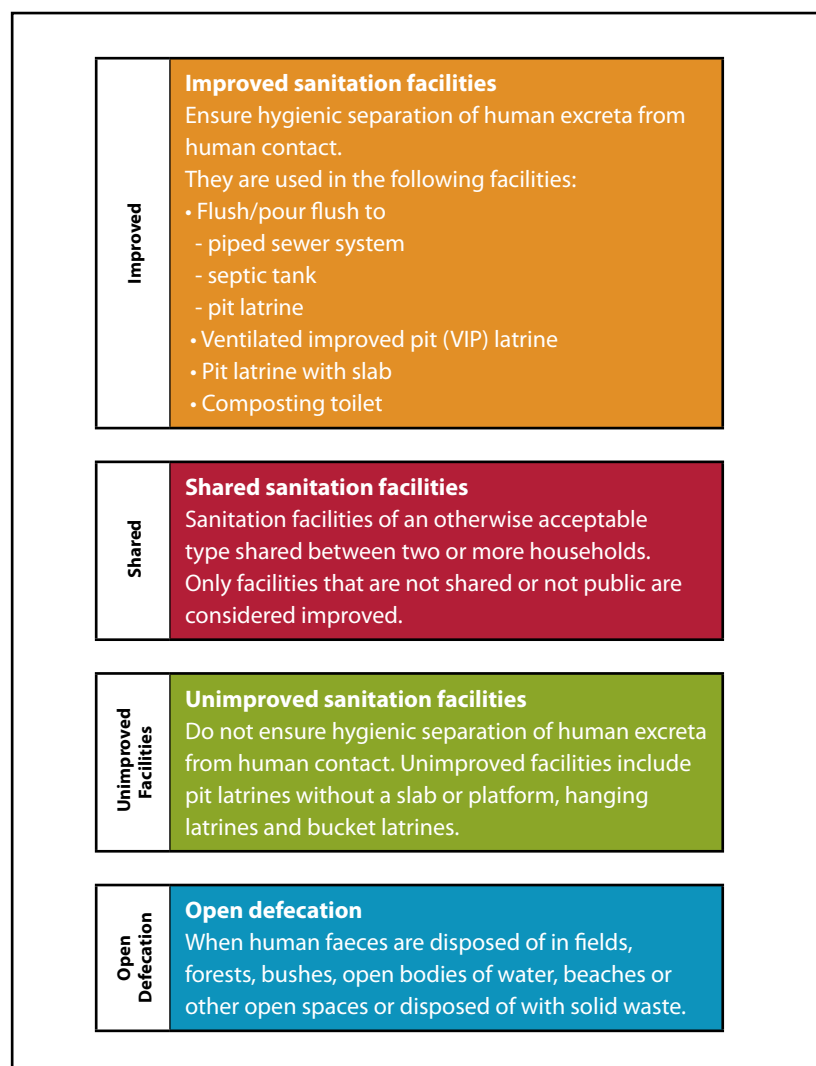 Improved
Improved sanitation facilities
Ensure hygienic separation of human excreta from
human contact.
They are used in the following facilities:
• Flush/pour flush to
- piped sewer system
- septic tank
- pit latrine
• Ventilated improved pit (VIP) latrine
• Pit latrine with slab
• Composting toilet
Shared
Shared sanitation facilities
Sanitation facilities of an otherwise acceptable
type shared between two or more households.
Only facilities that are not shared or not public are
considered improved.
Unimproved
Facilities
Unimproved sanitation facilities
Do not ensure hygienic separation of human excreta
from human contact. Unimproved facilities include
pit latrines without a slab or platform, hanging
latrines and bucket latrines.
Open
Defecation
Open defecation
When human faeces are disposed of in fields,
forests, bushes, open bodies of water, beaches or
other open spaces or disposed of with solid waste.